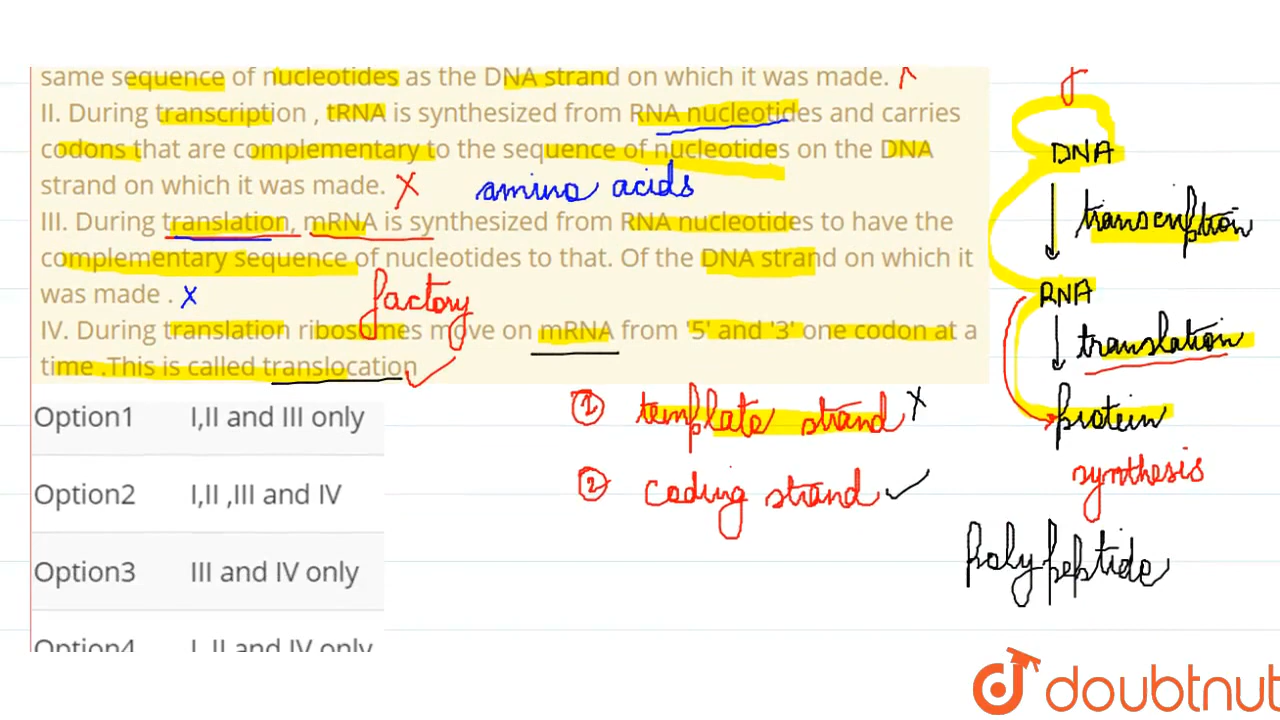 same sequence of nucleotides as the DNA strand on which it was made. X
II. During transcription , tRNA is synthesized from RNA nucleotides and carries
codons that are complementary to the sequence of nucleotides on the DNA
strand on which it was made. X
amino acids
III. During translation, mRNA is synthesized from RNA nucleotides to have the
complementary sequence of nucleotides to that. Of the DNA strand on which it
was made . X
factory
IV. During translation ribosomes move on mRNA from '5' and '3' one codon at a
time .This is called translocation
Option1 I,II and III only
Option2 I,II ,III and IV
Option3 III and IV only
Option4 I, II and IV only
① template strand X
② coding strand
DNA
transcription
RNA
translation
protein
synthesis
polypeptide
doubtnut